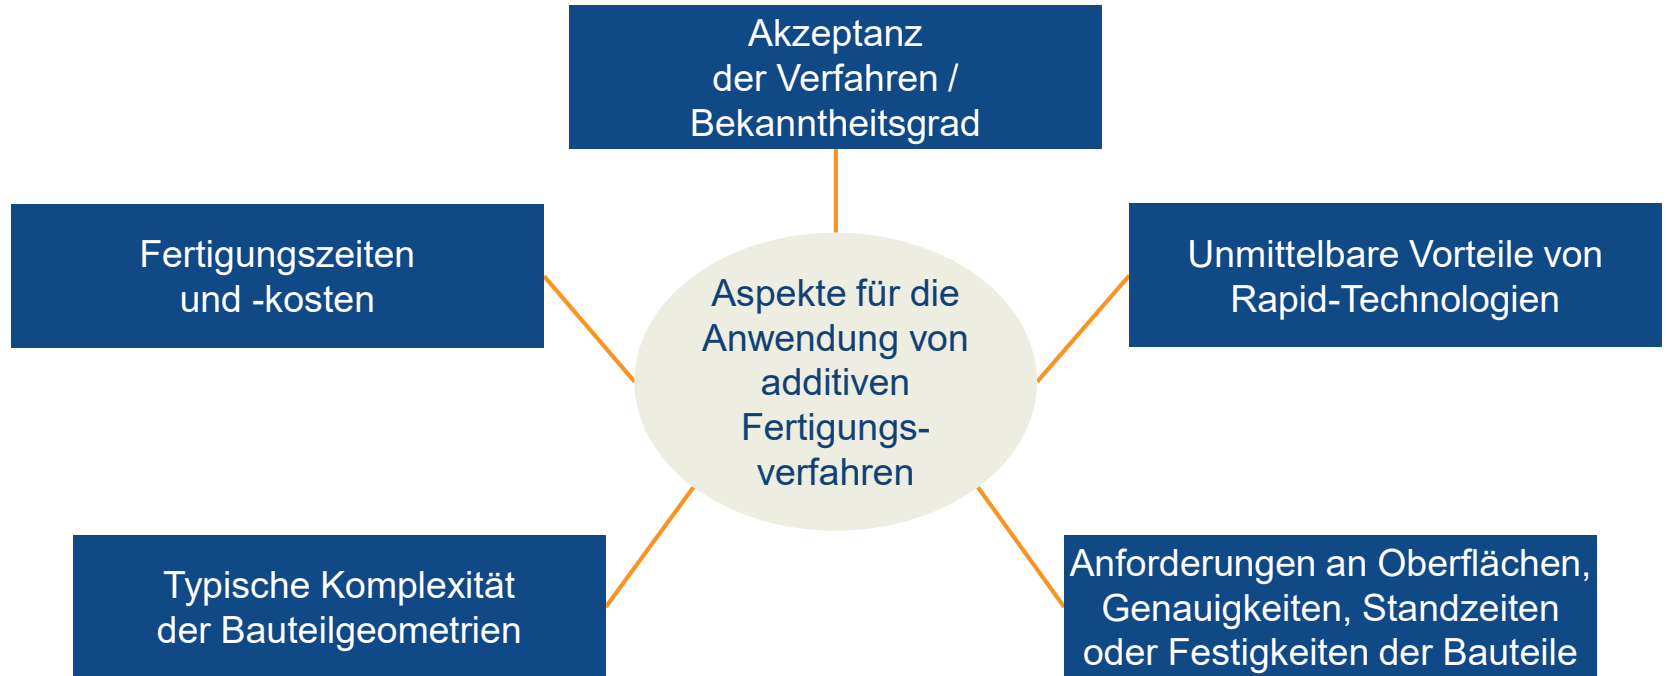 Akzeptanz
der Verfahren /
Bekanntheitsgrad
Fertigungszeiten
und -kosten
Unmittelbare Vorteile von
Rapid-Technologien
Aspekte für die
Anwendung von
additiven
Fertigungs-
verfahren
Typische Komplexität
der Bauteilgeometrien
Anforderungen an Oberflächen,
Genauigkeiten, Standzeiten
oder Festigkeiten der Bauteile